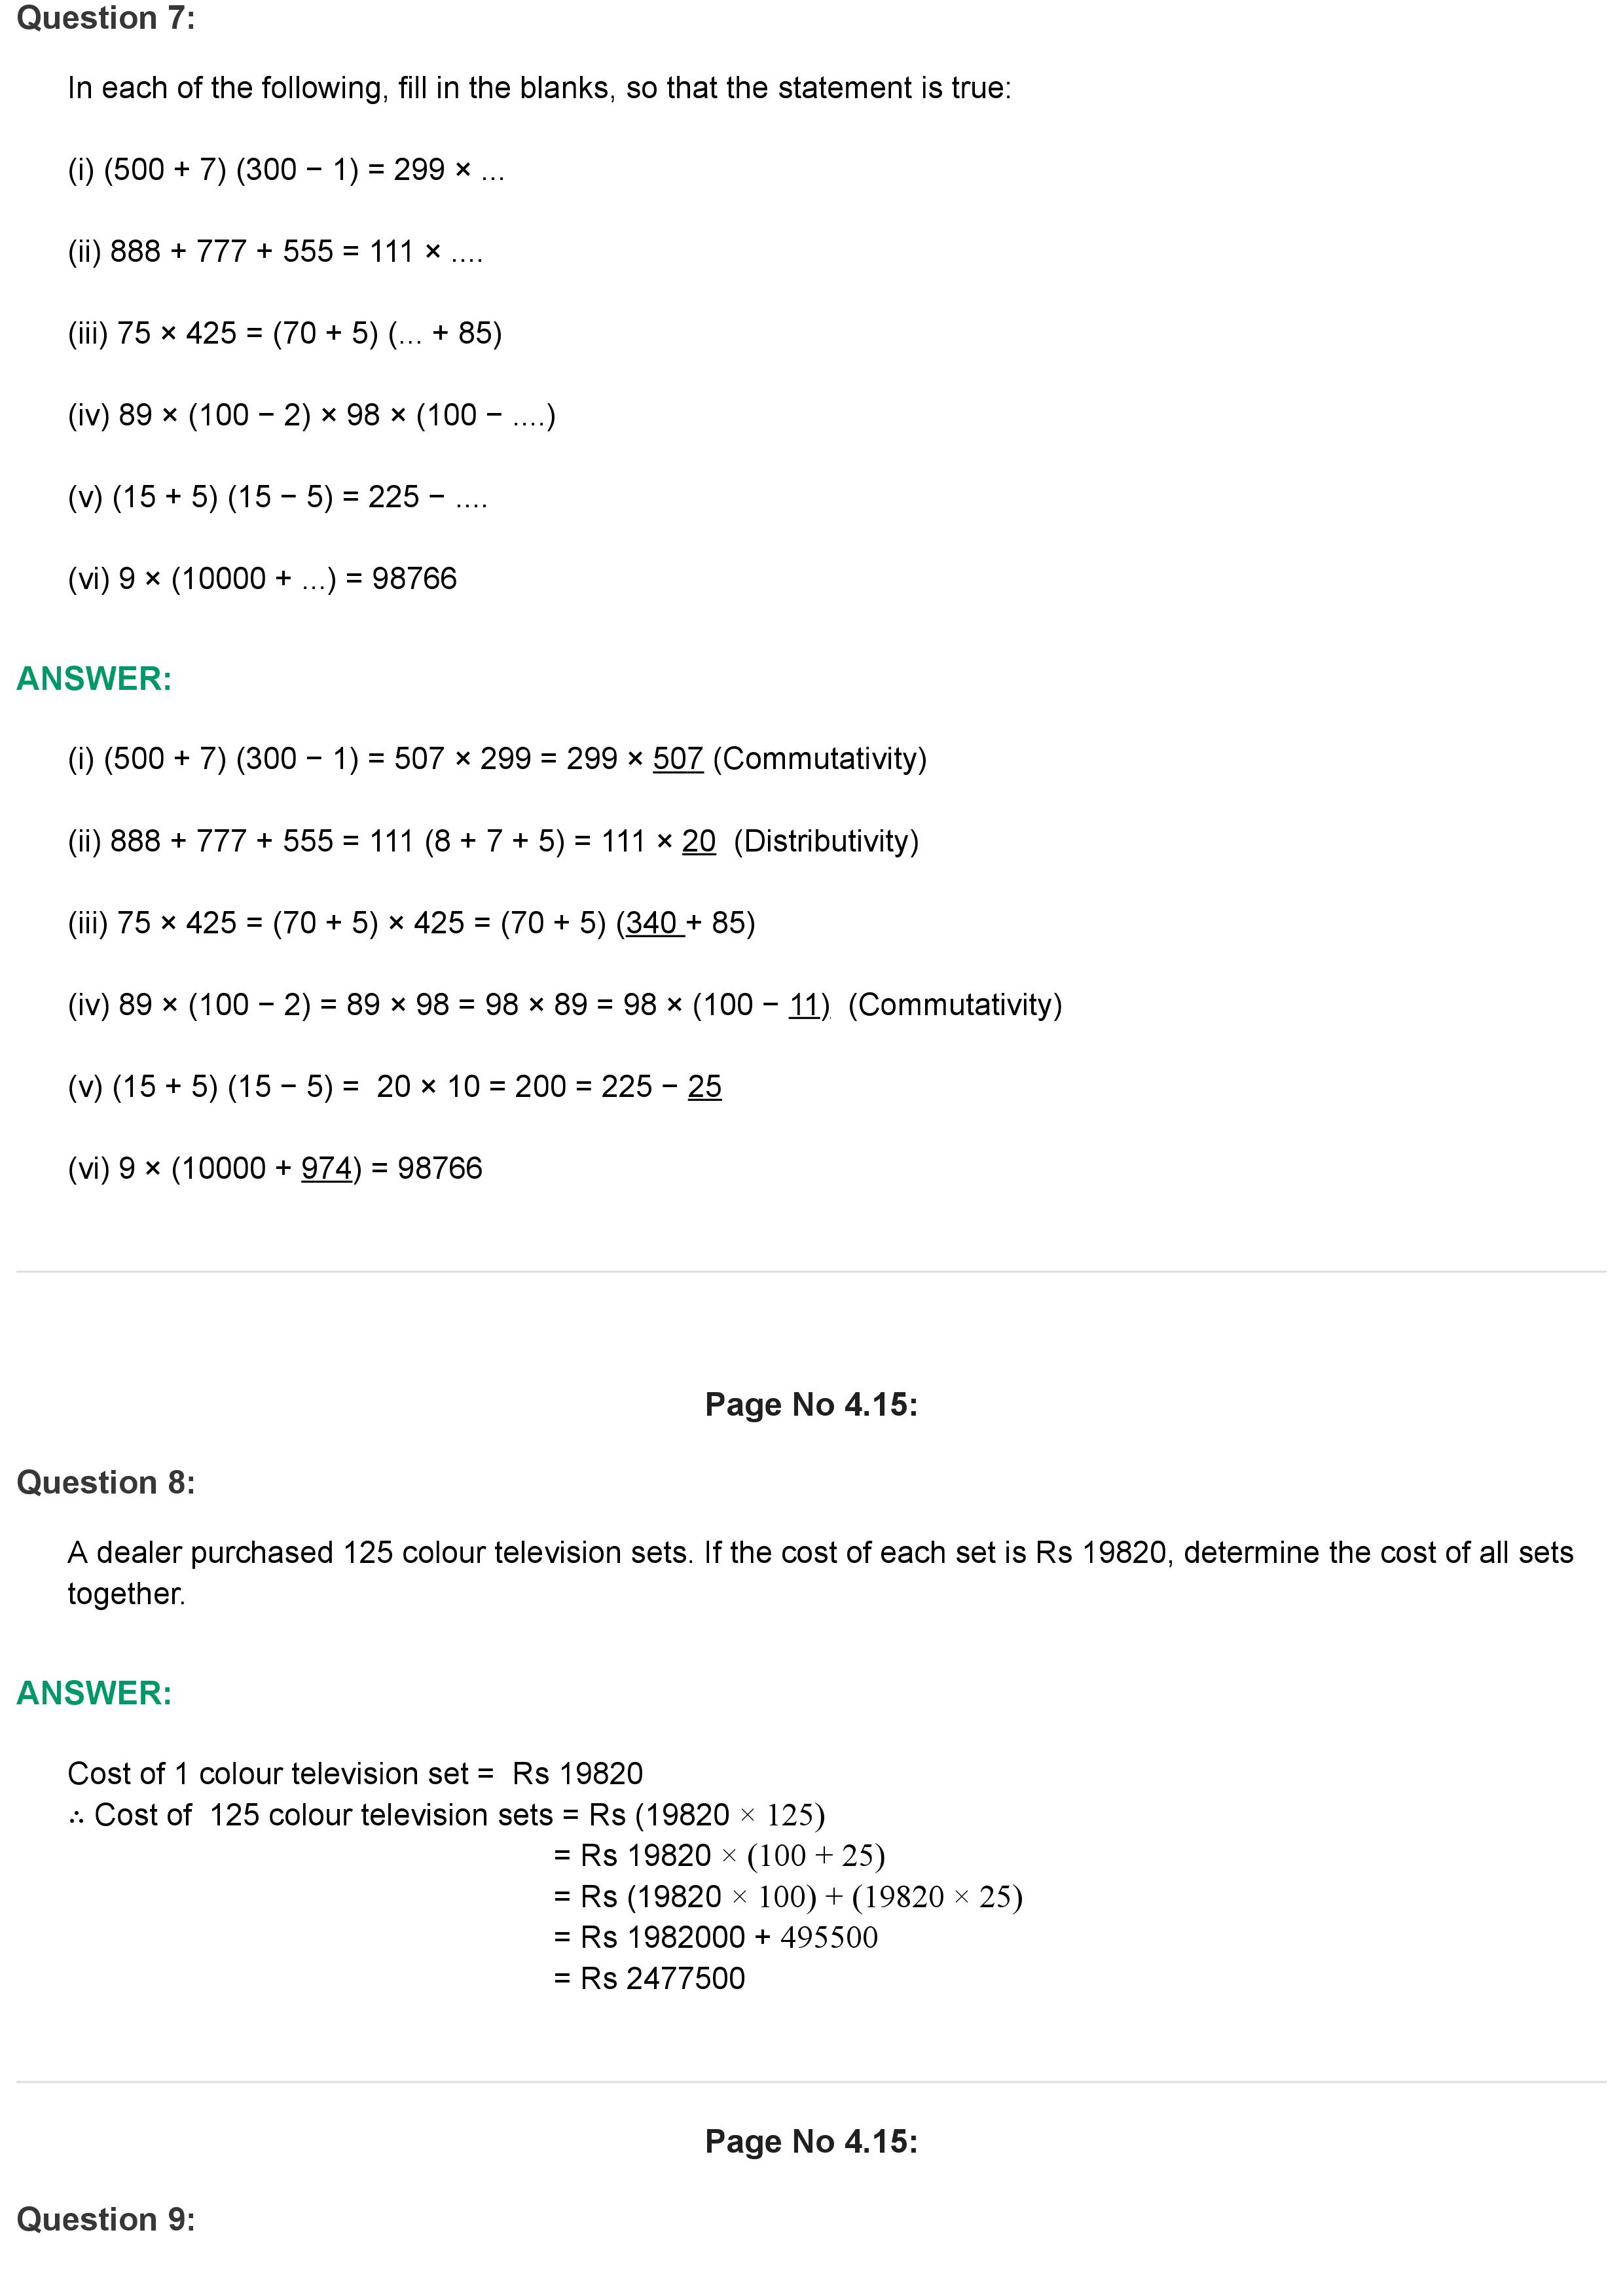 Question 7:
In each of the following, fill in the blanks, so that the statement is true:
(i) (500 + 7) (300 − 1) = 299 × ...
(ii) 888 + 777 + 555 = 111 × ....
(iii) 75 × 425 = (70 + 5) (... + 85)
(iv) 89 × (100 − 2) × 98 × (100 − ....)
(v) (15 + 5) (15 − 5) = 225 − ....
(vi) 9 × (10000 + ...) = 98766
ANSWER:
(i) (500 + 7) (300 − 1) = 507 × 299 = 299 × 507 (Commutativity)
(ii) 888 + 777 + 555 = 111 (8 + 7 + 5) = 111 × 20 (Distributivity)
(iii) 75 × 425 = (70 + 5) × 425 = (70 + 5) (340 + 85)
(iv) 89 × (100 − 2) = 89 × 98 = 98 × 89 = 98 × (100 − 11) (Commutativity)
(v) (15 + 5) (15 − 5) = 20 × 10 = 200 = 225 − 25
(vi) 9 × (10000 + 974) = 98766
Page No 4.15:
Question 8:
A dealer purchased 125 colour television sets. If the cost of each set is Rs 19820, determine the cost of all sets
together.
ANSWER:
Cost of 1 colour television set = Rs 19820
∴ Cost of 125 colour television sets = Rs (19820 × 125)
= Rs 19820 × (100 + 25)
= Rs (19820 × 100) + (19820 × 25)
= Rs 1982000 + 495500
= Rs 2477500
Page No 4.15:
Question 9: